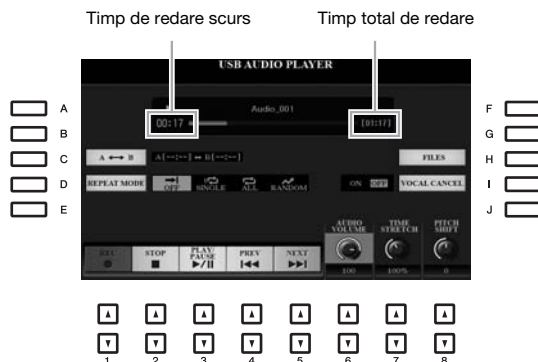 Timp de redare scurs Timp total de redare
USB AUDIO PLAYER
Audio_001
00:17 [01:17]
A F
B G
C A ↔ B A[--:--] ↔ B[--:--] FILES H
D REPEAT MODE OFF SINGLE ALL RANDOM ON OFF VOCAL CANCEL I
E J
AUDIO VOLUME TIME STRETCH PITCH SHIFT
REC STOP PLAY/PAUSE PREV NEXT
100 100% 0
1 2 3 4 5 6 7 8